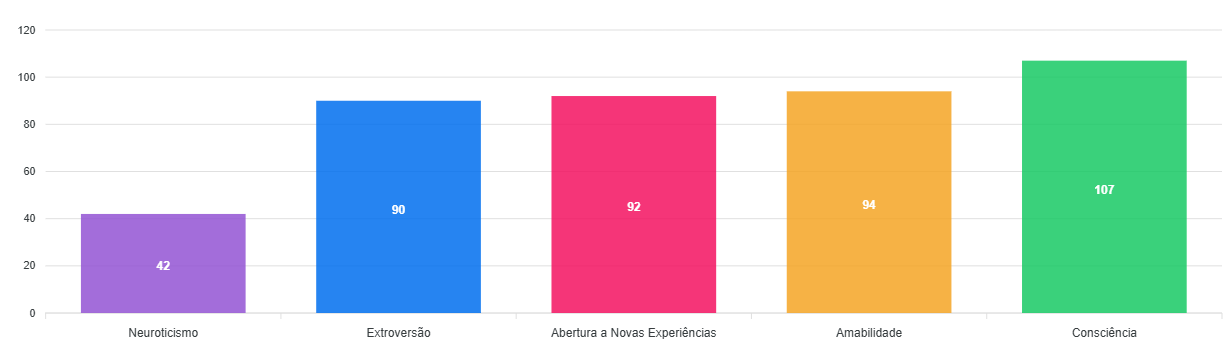 120
100
80
60
40
20
0
42
90
92
94
107
Neuroticismo
Extroversão
Abertura a Novas Experiências
Amabilidade
Consciência